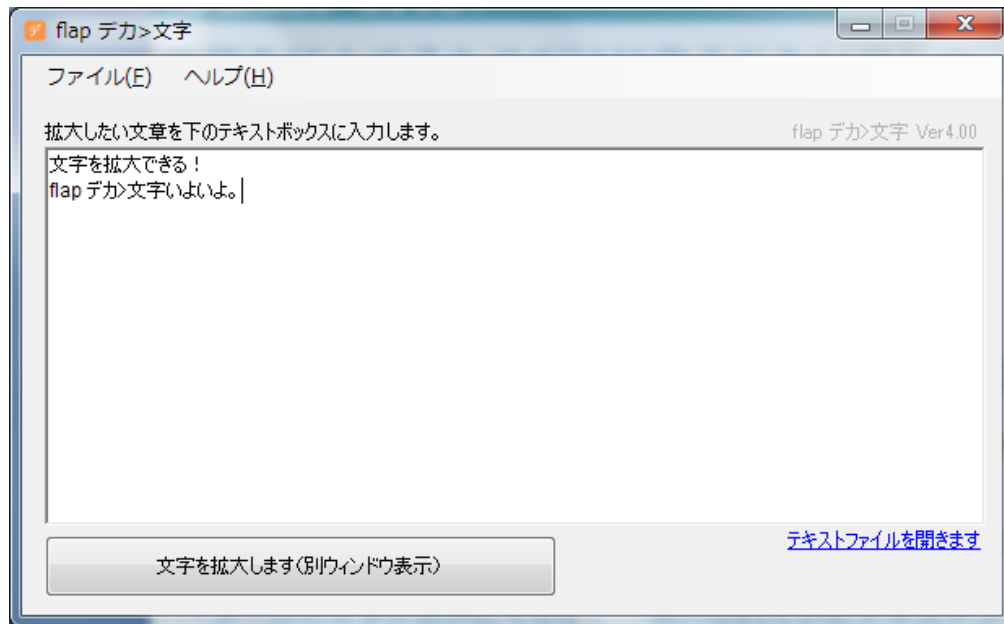 flap デカ>文字
ファイル(F) ヘルプ(H)
拡大したい文章を下のテキストボックスに入力します。
flap デカ>文字 Ver4.00
文字を拡大できる！
flap デカ>文字いよいよ。
テキストファイルを開きます
文字を拡大します(別ウィンドウ表示)